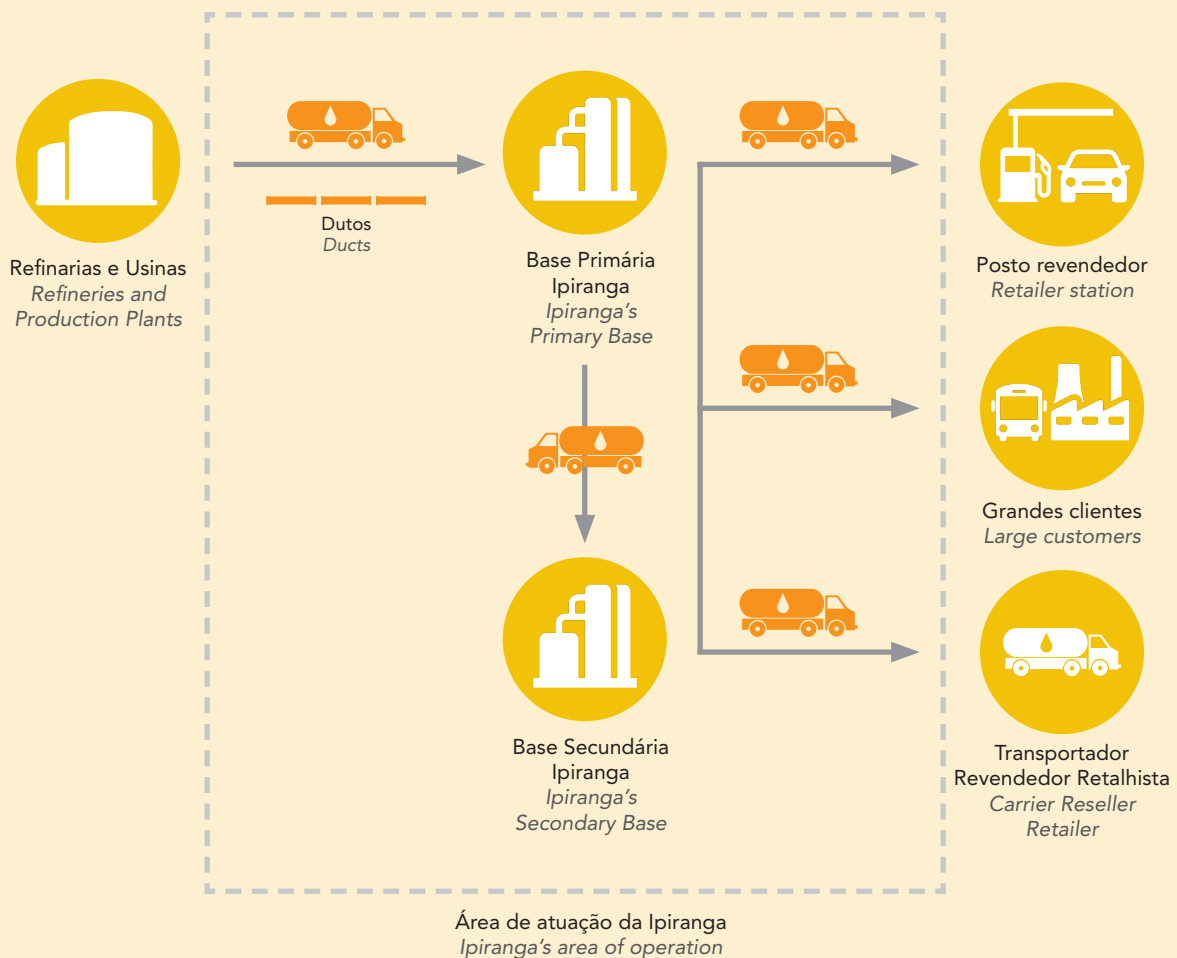 Refinarias e Usinas
Refineries and
Production Plants
Dutos
Ducts
Base Primária
Ipiranga
Ipiranga's
Primary Base
Posto revendedor
Retailer station
Grandes clientes
Large customers
Base Secundária
Ipiranga
Ipiranga's
Secondary Base
Transportador
Revendedor Retalhista
Carrier Reseller
Retailer
Área de atuação da Ipiranga
Ipiranga's area of operation